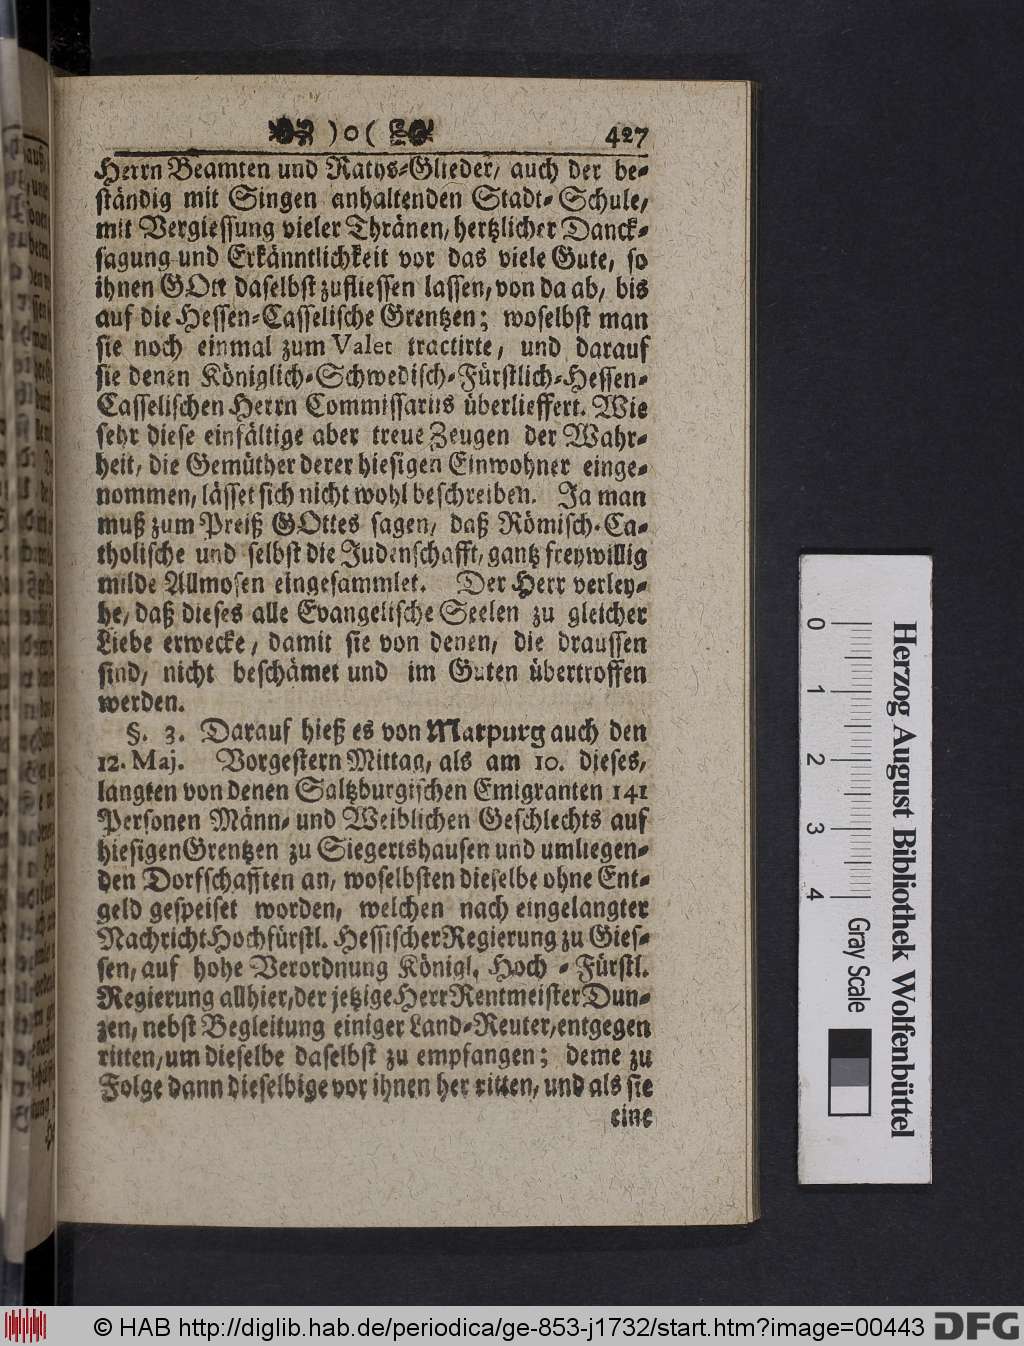 )o( 427
Herrn Beamten und Raths-Glieder, auch der be-
ständig mit Singen anhaltenden Stadt-Schule,
mit Vergiessung vieler Thränen, hertzlicher Danck-
sagung und Erkänntlichkeit vor das viele Gute, so
ihnen GOtt daselbst zufliessen lassen, von da ab, bis
auf die Hessen-Casselische Grentzen; woselbst man
sie noch einmal zum Valet tractirte, und darauf
sie denen Königlich-Schwedisch-Fürstlich-Hessen-
Casselischen Herrn Commissariis überlieffert. Wie
sehr diese einfältige aber treue Zeugen der Wahr-
heit, die Gemüther derer hiesigen Einwohner einge-
nommen, lässet sich nicht wohl beschreiben. Ja man
muß zum Preiß GOttes sagen, daß Römisch-Ca-
tholische und selbst die Judenschafft, gantz freywillig
milde Allmosen eingesammlet. Der Herr verley-
he, daß dieses alle Evangelische Seelen zu gleicher
Liebe erwecke, damit sie von denen, die draussen
sind, nicht beschämet und im Guten übertroffen
werden.
§. 3. Darauf hieß es von Marpurg auch den
12. Maj. Vorgestern Mittag, als am 10. dieses,
langten von denen Saltzburgischen Emigranten 141
Personen Männ- und Weiblichen Geschlechts auf
hiesigen Grentzen zu Siegertshausen und umliegen-
den Dorfschafften an, woselbsten dieselbe ohne Ent-
geld gespeiset worden, welchen nach eingelangter
Nachricht Hochfürstl. Hessischer Regierung zu Gies-
sen, auf hohe Verordnung Königl. Hoch-Fürstl.
Regierung allhier, der jetzige Herr Rentmeister Dun-
zen, nebst Begleitung einiger Land-Reuter, entgegen
ritten, um dieselbe daselbst zu empfangen; deme zu
Folge dann dieselbige vor ihnen her ritten, und als sie
eine
0 1 2 3 4
Herzog August Bibliothek Wolfenbüttel
Gray Scale
© HAB http://diglib.hab.de/periodica/ge-853-j1732/start.htm?image=00443
DFG